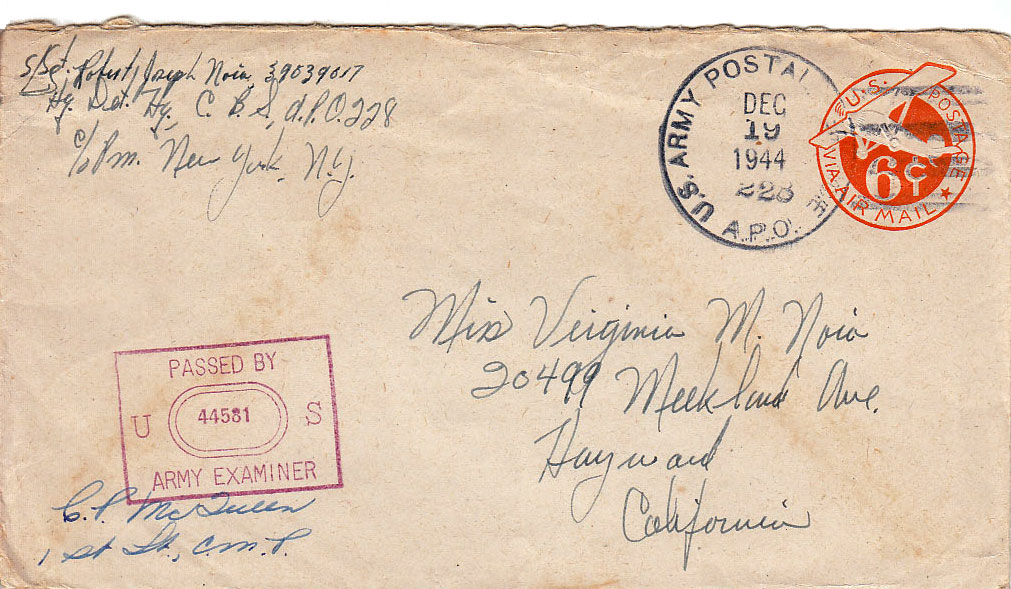 S/Sgt. Robert Joseph Noia 39039017
Hq. Det. Hq. C. B. S, A.P.O. 228
c/o Pm. New York, N.Y.
U.S. ARMY POSTAL
DEC
19
1944
228
A.P.O.
U.S. POSTAGE
6¢
VIA AIR MAIL
Miss Virginia M. Noia
20499 Meekland Ave.
Hayward
California
PASSED BY
U 44581 S
ARMY EXAMINER
C.P. McQueen
1st Lt., C.M.P.